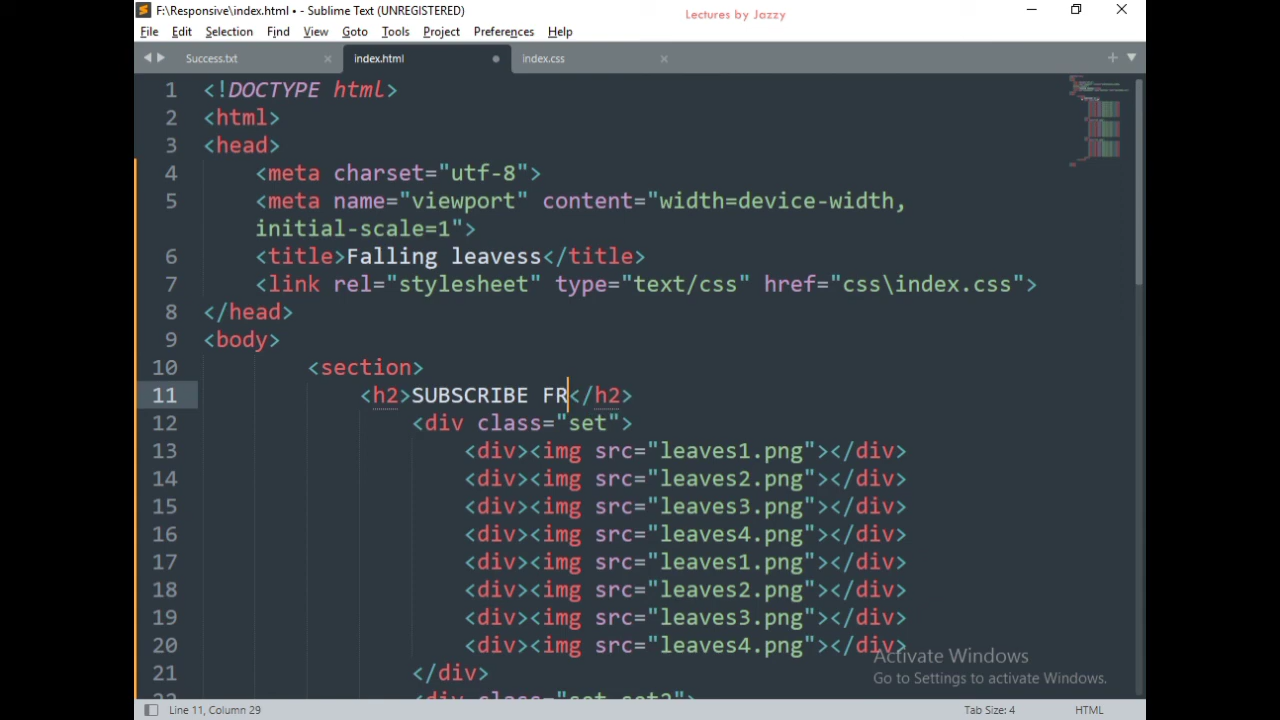 F:\Responsive\index.html • - Sublime Text (UNREGISTERED)
Lectures by Jazzy
File Edit Selection Find View Goto Tools Project Preferences Help
Success.txt index.html index.css
1 <!DOCTYPE html>
2 <html>
3 <head>
4 <meta charset="utf-8">
5 <meta name="viewport" content="width=device-width,
initial-scale=1">
6 <title>Falling leavess</title>
7 <link rel="stylesheet" type="text/css" href="css\index.css">
8 </head>
9 <body>
10 <section>
11 <h2>SUBSCRIBE FR</h2>
12 <div class="set">
13 <div><img src="leaves1.png"></div>
14 <div><img src="leaves2.png"></div>
15 <div><img src="leaves3.png"></div>
16 <div><img src="leaves4.png"></div>
17 <div><img src="leaves1.png"></div>
18 <div><img src="leaves2.png"></div>
19 <div><img src="leaves3.png"></div>
20 <div><img src="leaves4.png"></div>
21 </div>
22 <div class="set set2">
Activate Windows
Go to Settings to activate Windows.
Line 11, Column 29
Tab Size: 4
HTML